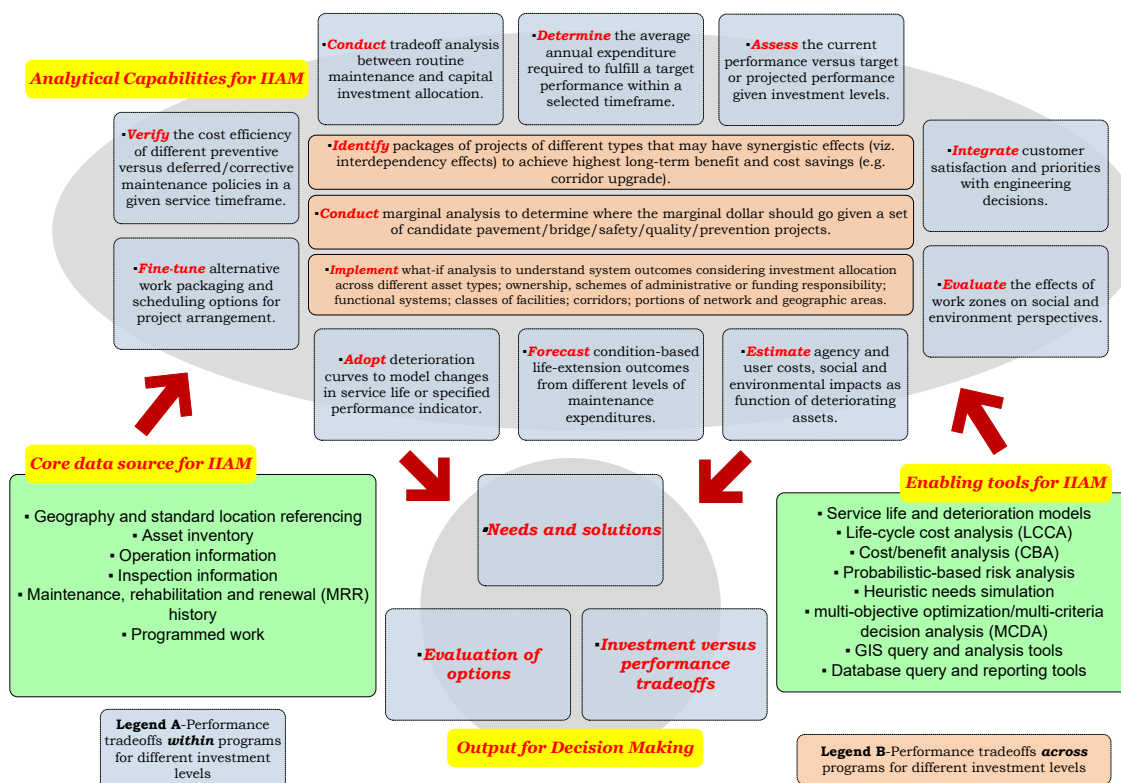 Analytical Capabilities for IIAM
▪Conduct tradeoff analysis
between routine
maintenance and capital
investment allocation.
▪Determine the average
annual expenditure
required to fulfill a target
performance within a
selected timeframe.
▪Assess the current
performance versus target
or projected performance
given investment levels.
▪Verify the cost efficiency
of different preventive
versus deferred/corrective
maintenance policies in a
given service timeframe.
▪Identify packages of projects of different types that may have synergistic effects (viz.
interdependency effects) to achieve highest long-term benefit and cost savings (e.g.
corridor upgrade).
▪Integrate customer
satisfaction and priorities
with engineering
decisions.
▪Conduct marginal analysis to determine where the marginal dollar should go given a set
of candidate pavement/bridge/safety/quality/prevention projects.
▪Fine-tune alternative
work packaging and
scheduling options for
project arrangement.
▪Implement what-if analysis to understand system outcomes considering investment allocation
across different asset types; ownership, schemes of administrative or funding responsibility;
functional systems; classes of facilities; corridors; portions of network and geographic areas.
▪Evaluate the effects of
work zones on social and
environment perspectives.
▪Adopt deterioration
curves to model changes
in service life or specified
performance indicator.
▪Forecast condition-based
life-extension outcomes
from different levels of
maintenance
expenditures.
▪Estimate agency and
user costs, social and
environmental impacts as
function of deteriorating
assets.
Core data source for IIAM
▪ Geography and standard location referencing
▪ Asset inventory
▪ Operation information
▪ Inspection information
▪ Maintenance, rehabilitation and renewal (MRR)
history
▪ Programmed work
Enabling tools for IIAM
▪ Service life and deterioration models
▪ Life-cycle cost analysis (LCCA)
▪ Cost/benefit analysis (CBA)
▪ Probabilistic-based risk analysis
▪ Heuristic needs simulation
▪ multi-objective optimization/multi-criteria
decision analysis (MCDA)
▪ GIS query and analysis tools
▪ Database query and reporting tools
▪Needs and solutions
▪Evaluation of
options
▪Investment versus
performance
tradeoffs
Output for Decision Making
Legend A-Performance
tradeoffs within programs
for different investment
levels
Legend B-Performance tradeoffs across
programs for different investment levels